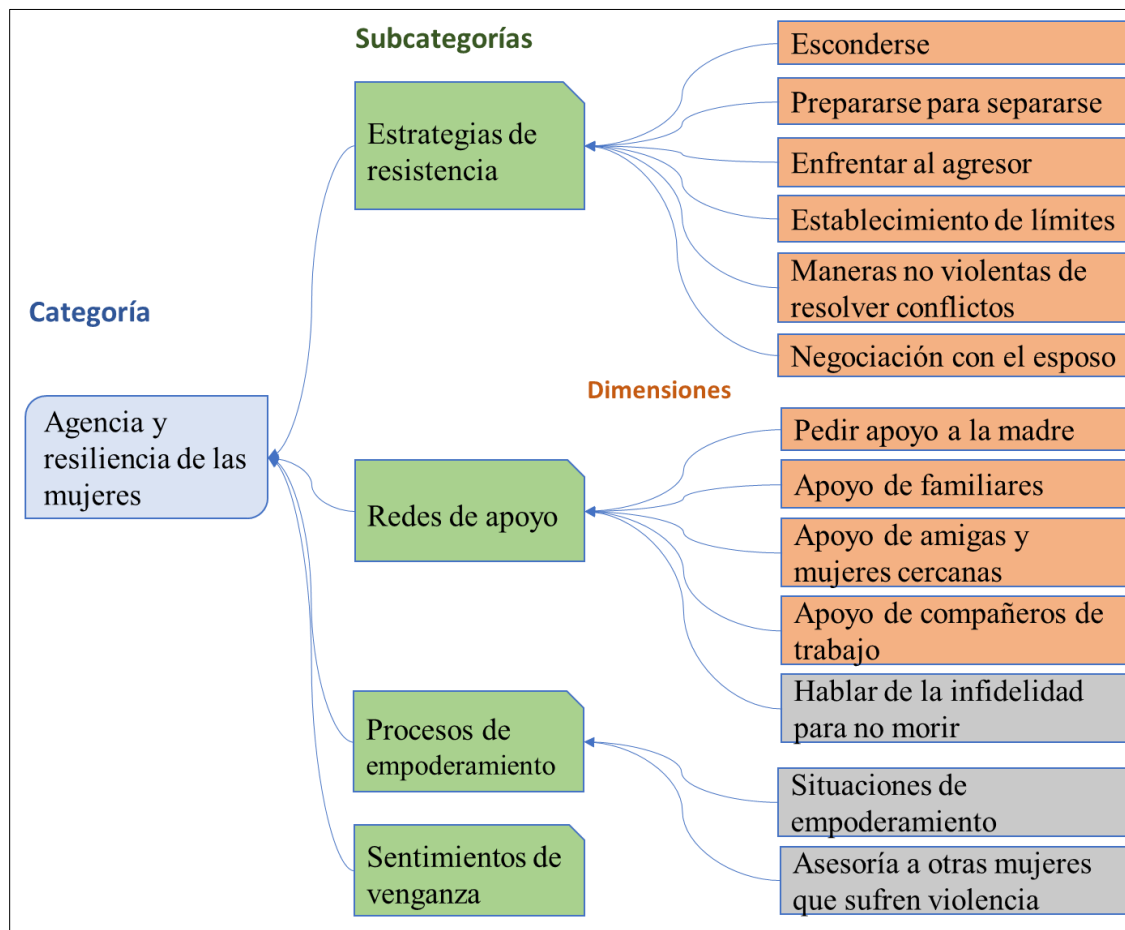 Subcategorías
Categoría
Dimensiones
Agencia y
resiliencia de las
mujeres
Estrategias de
resistencia
Esconderse
Prepararse para separarse
Enfrentar al agresor
Establecimiento de límites
Maneras no violentas de
resolver conflictos
Negociación con el esposo
Redes de apoyo
Pedir apoyo a la madre
Apoyo de familiares
Apoyo de amigas y
mujeres cercanas
Apoyo de compañeros de
trabajo
Hablar de la infidelidad
para no morir
Procesos de
empoderamiento
Situaciones de
empoderamiento
Asesoría a otras mujeres
que sufren violencia
Sentimientos de
venganza